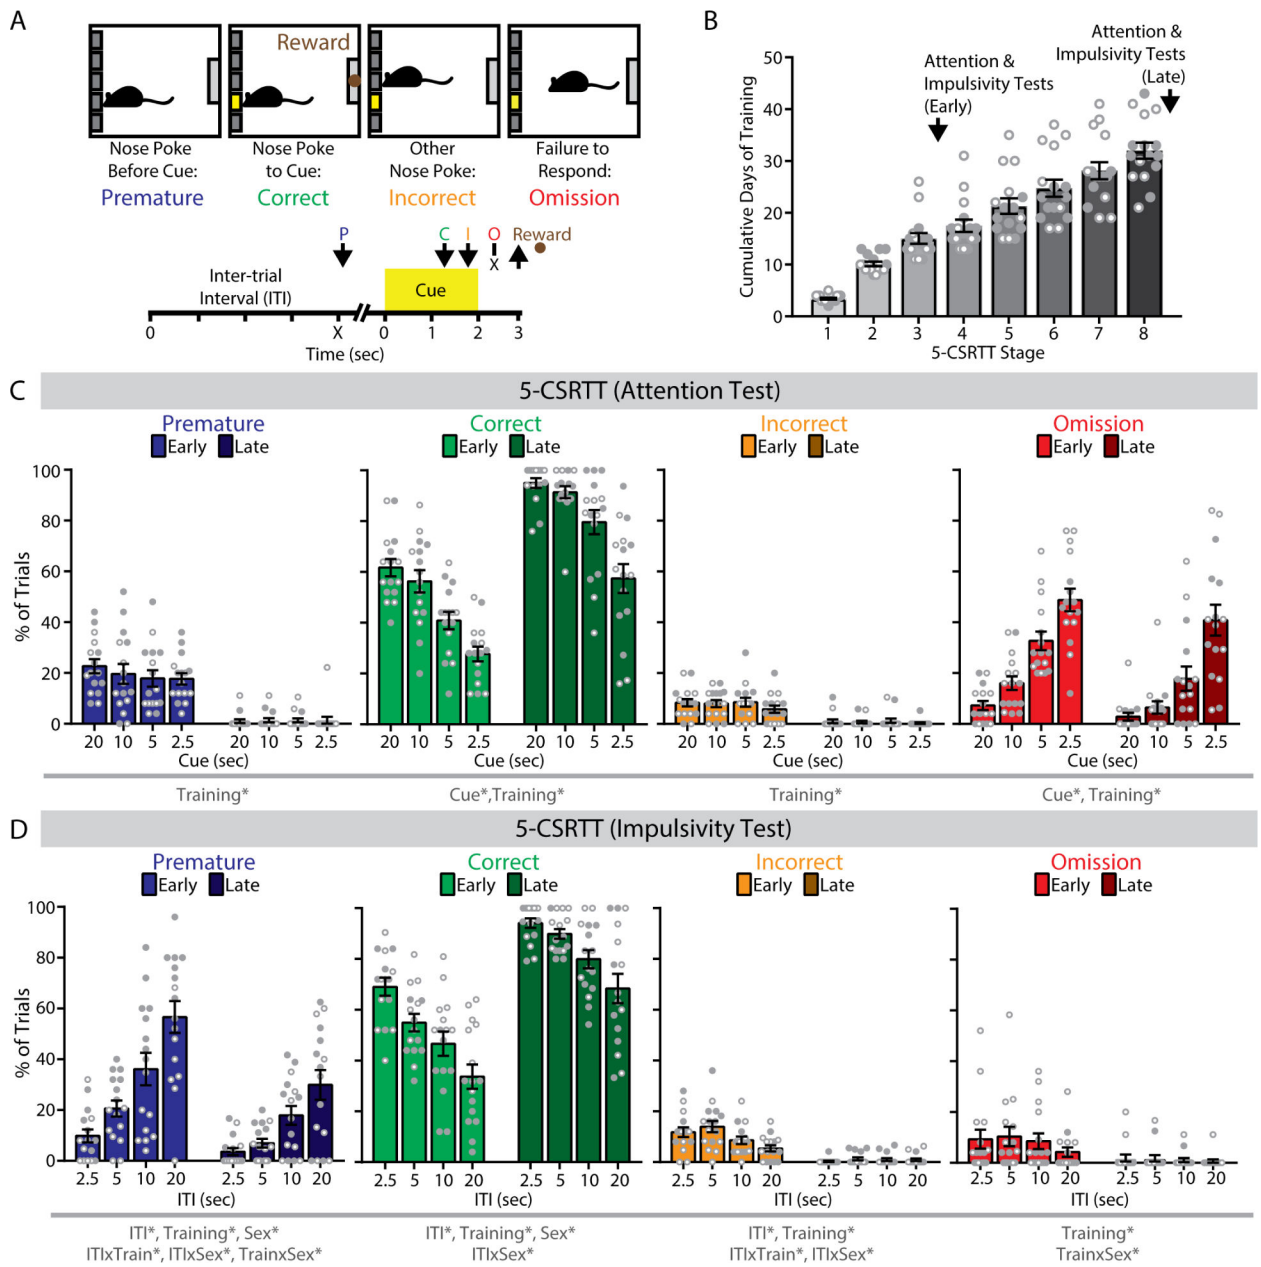 A
Reward
Nose Poke
Before Cue:
Premature
Nose Poke
to Cue:
Correct
Other
Nose Poke:
Incorrect
Failure to
Respond:
Omission
P
C
I
O
X
Reward
Inter-trial
Interval (ITI)
Cue
0
X
0
1
2
3
Time (sec)
B
Attention &
Impulsivity Tests
(Early)
Attention &
Impulsivity Tests
(Late)
Cumulative Days of Training
50
40
30
20
10
0
1 2 3 4 5 6 7 8
5-CSRTT Stage
C
5-CSRTT (Attention Test)
Premature
Early Late
Correct
Early Late
Incorrect
Early Late
Omission
Early Late
% of Trials
100
80
60
40
20
0
20 10 5 2.5 20 10 5 2.5
20 10 5 2.5 20 10 5 2.5
20 10 5 2.5 20 10 5 2.5
20 10 5 2.5 20 10 5 2.5
Cue (sec)
Cue (sec)
Cue (sec)
Cue (sec)
Training*
Cue*,Training*
Training*
Cue*, Training*
D
5-CSRTT (Impulsivity Test)
Premature
Early Late
Correct
Early Late
Incorrect
Early Late
Omission
Early Late
% of Trials
100
80
60
40
20
0
2.5 5 10 20 2.5 5 10 20
2.5 5 10 20 2.5 5 10 20
2.5 5 10 20 2.5 5 10 20
2.5 5 10 20 2.5 5 10 20
ITI (sec)
ITI (sec)
ITI (sec)
ITI (sec)
ITI*, Training*, Sex*
ITIxTrain*, ITIxSex*, TrainxSex*
ITI*, Training*, Sex*
ITIxSex*
ITI*, Training*
ITIxTrain*, ITIxSex*
Training*
TrainxSex*